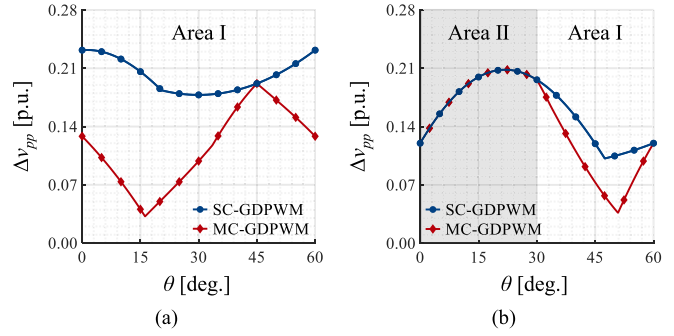 Area I
Δv_pp [p.u.]
0.28
0.21
0.14
0.07
0.00
SC-GDPWM
MC-GDPWM
0 15 30 45 60
θ [deg.]
(a)
Area II Area I
Δv_pp [p.u.]
0.28
0.21
0.14
0.07
0.00
SC-GDPWM
MC-GDPWM
0 15 30 45 60
θ [deg.]
(b)